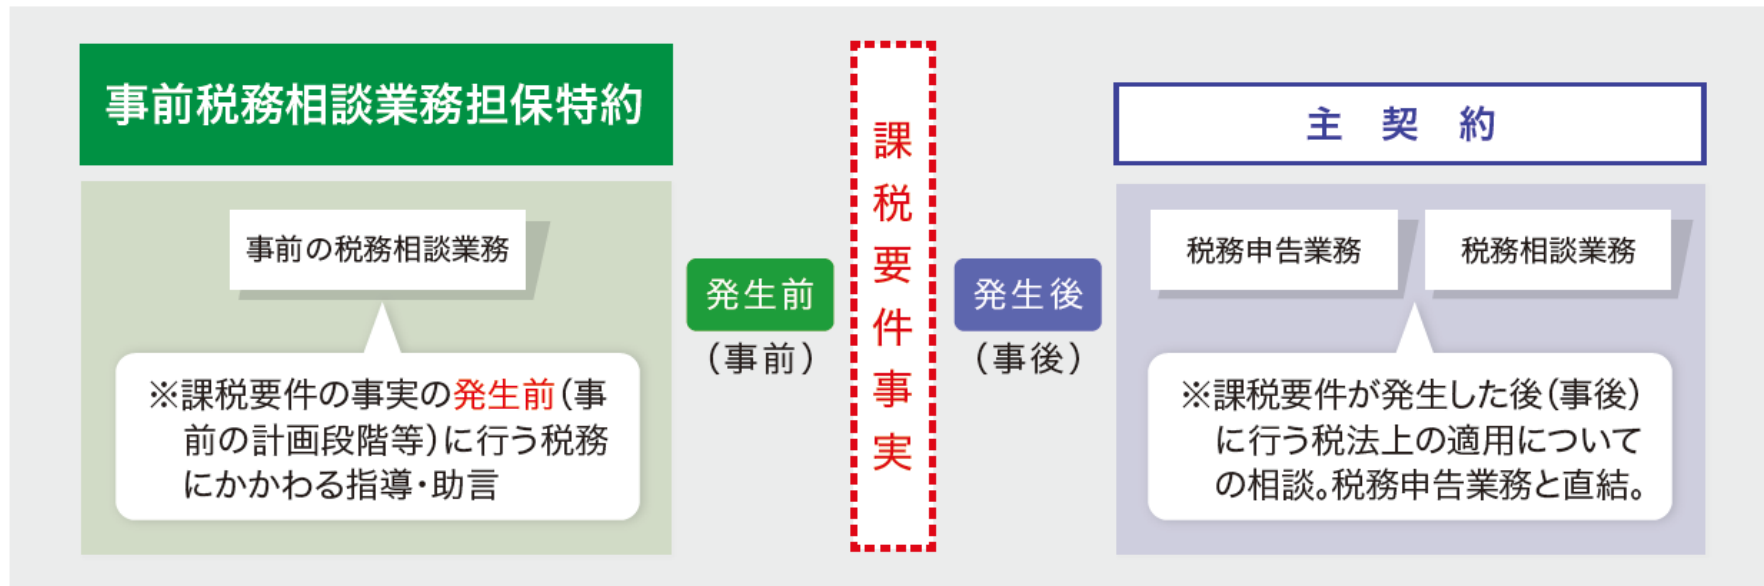 事前税務相談業務担保特約
事前の税務相談業務
※課税要件の事実の発生前(事
前の計画段階等)に行う税務
にかかわる指導・助言
発生前
(事前)
課税要件事実
発生後
(事後)
主契約
税務申告業務
税務相談業務
※課税要件が発生した後(事後)
に行う税法上の適用について
の相談。税務申告業務と直結。